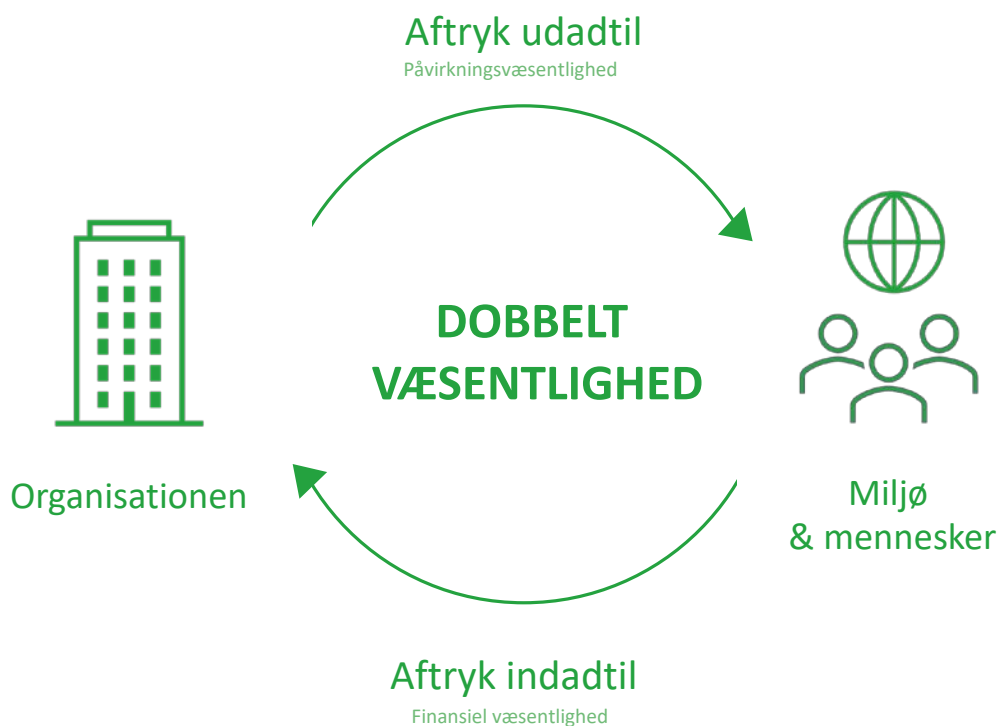 Aftryk udadtil
Påvirkningsvæsentlighed
DOBBELT
VÆSENTLIGHED
Organisationen
Miljø
& mennesker
Aftryk indadtil
Finansiel væsentlighed